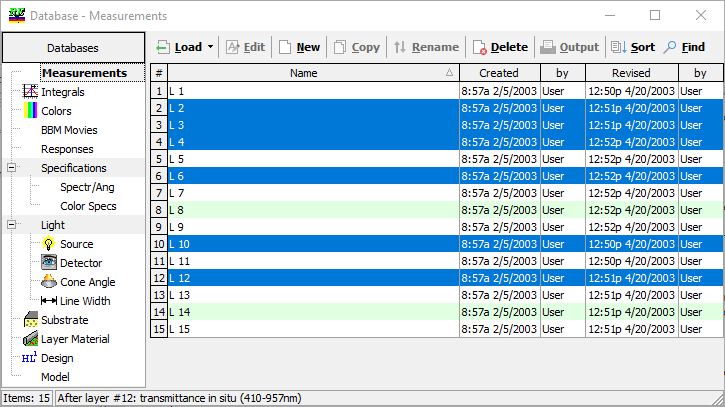 Database - Measurements
Databases
Load Edit New Copy Rename Delete Output Sort Find
Measurements
Integrals
Colors
BBM Movies
Responses
Specifications
Spectr/Ang
Color Specs
Light
Source
Detector
Cone Angle
Line Width
Substrate
Layer Material
HL Design
Model
# Name Created by Revised by
1 L 1 8:57a 2/5/2003 User 12:50p 4/20/2003 User
2 L 2 8:57a 2/5/2003 User 12:51p 4/20/2003 User
3 L 3 8:57a 2/5/2003 User 12:51p 4/20/2003 User
4 L 4 8:57a 2/5/2003 User 12:52p 4/20/2003 User
5 L 5 8:57a 2/5/2003 User 12:52p 4/20/2003 User
6 L 6 8:57a 2/5/2003 User 12:52p 4/20/2003 User
7 L 7 8:57a 2/5/2003 User 12:52p 4/20/2003 User
8 L 8 8:57a 2/5/2003 User 12:52p 4/20/2003 User
9 L 9 8:57a 2/5/2003 User 12:52p 4/20/2003 User
10 L 10 8:57a 2/5/2003 User 12:50p 4/20/2003 User
11 L 11 8:57a 2/5/2003 User 12:50p 4/20/2003 User
12 L 12 8:57a 2/5/2003 User 12:51p 4/20/2003 User
13 L 13 8:57a 2/5/2003 User 12:51p 4/20/2003 User
14 L 14 8:57a 2/5/2003 User 12:51p 4/20/2003 User
15 L 15 8:57a 2/5/2003 User 12:51p 4/20/2003 User
Items: 15 After layer #12: transmittance in situ (410-957nm)